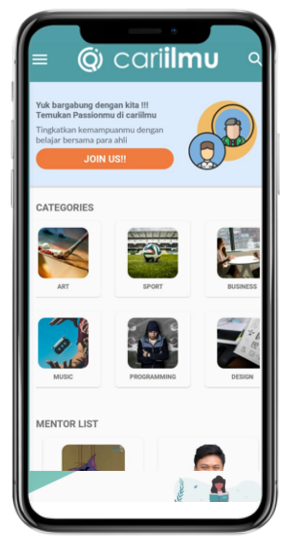 cariilmu
Yuk bargabung dengan kita !!!
Temukan Passionmu di cariilmu
Tingkatkan kemampuanmu dengan
belajar bersama para ahli
JOIN US!!
CATEGORIES
ART SPORT BUSINESS
MUSIC PROGRAMMING DESIGN
MENTOR LIST